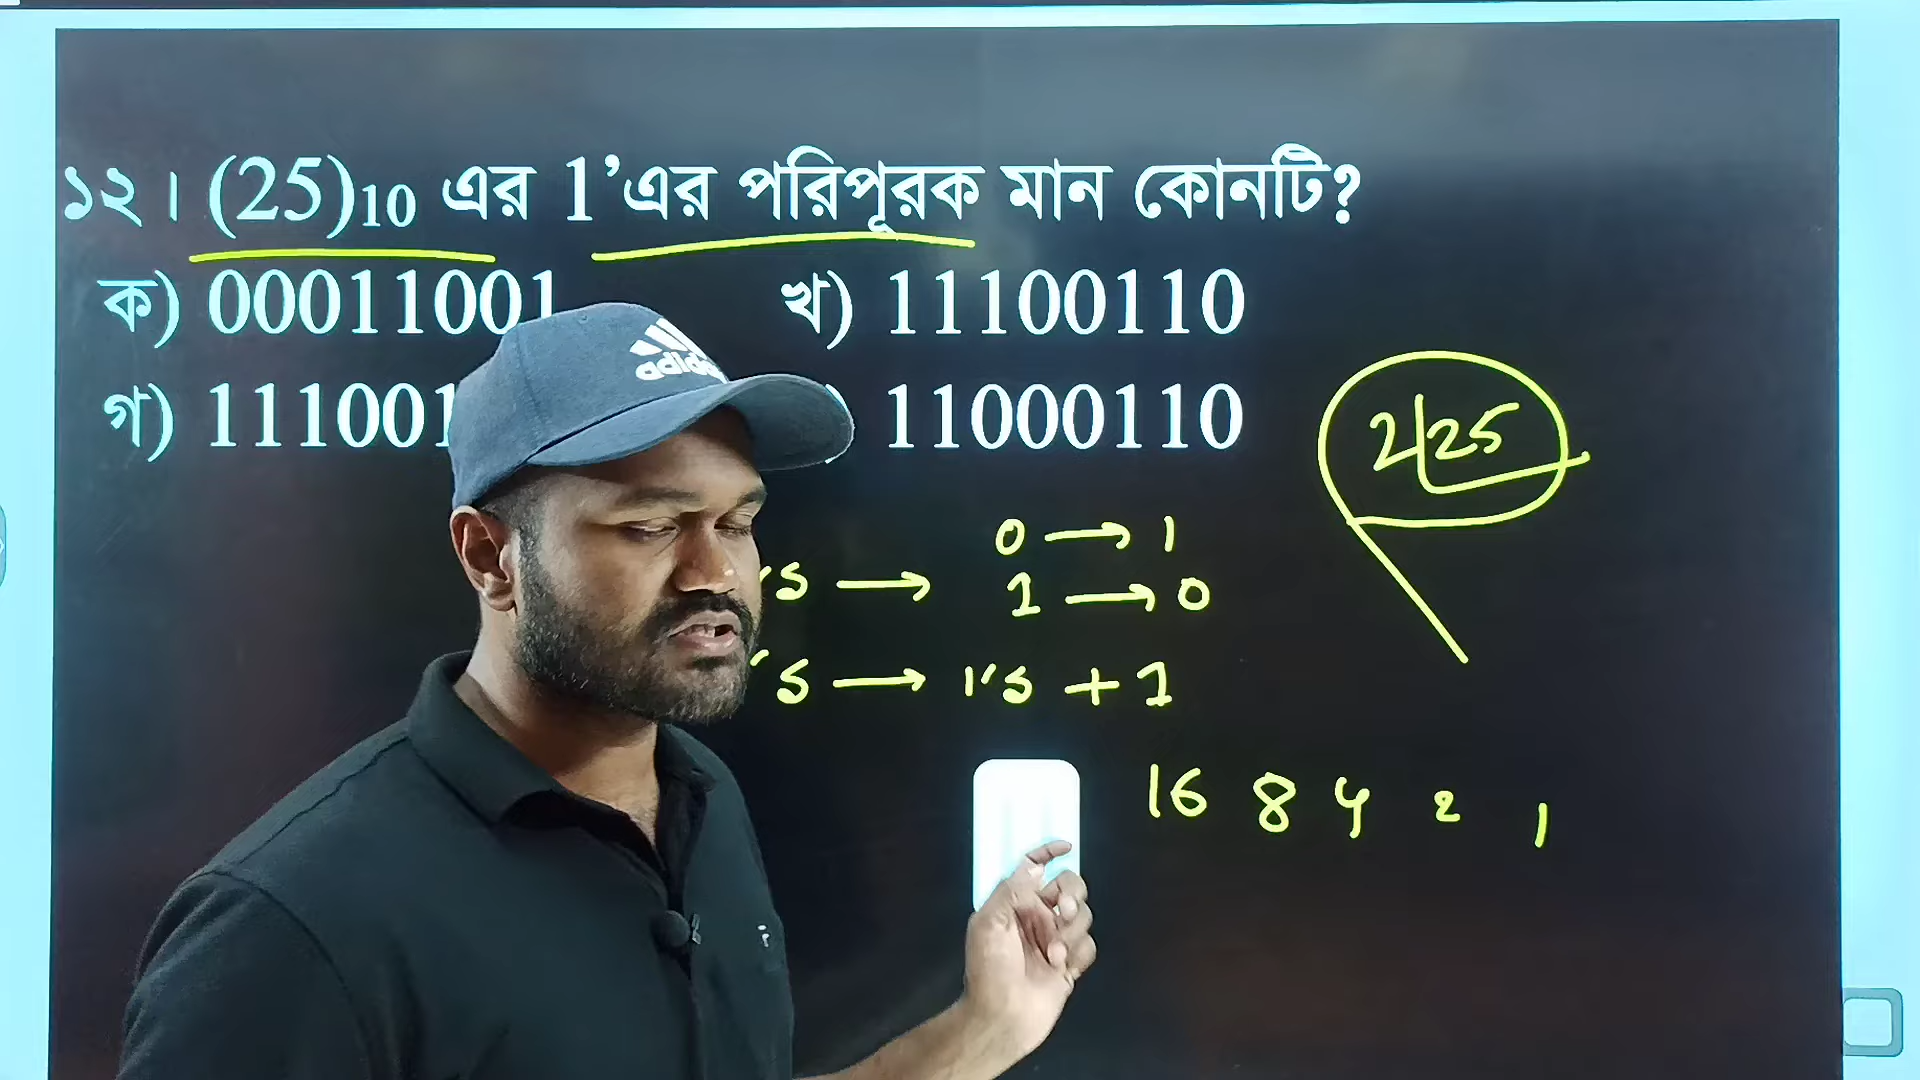 ১২। (25)10 এর 1’এর পরিপূরক মান কোনটি?
ক) 00011001
খ) 11100110
গ) 111001
11000110
adidas
2 25
0 → 1
's → 1 → 0
's → 1's + 1
16 8 4 2 1